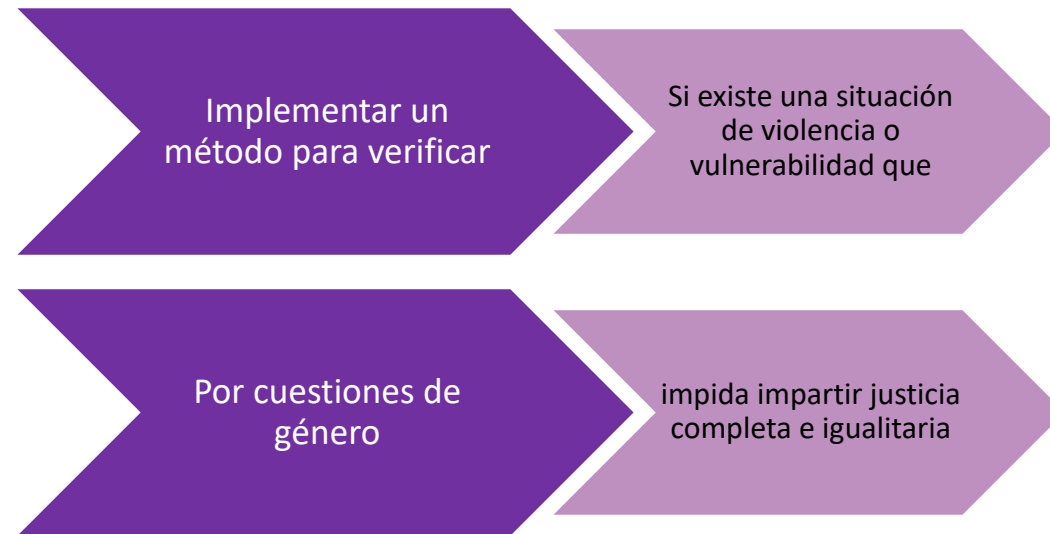 Implementar un
método para verificar
Si existe una situación
de violencia o
vulnerabilidad que
Por cuestiones de
género
impida impartir justicia
completa e igualitaria